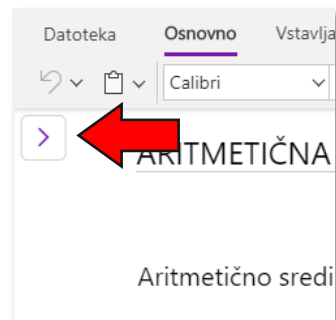 Datoteka Osnovno Vstavlja
Calibri
ARITMETIČNA
Aritmetično sredi